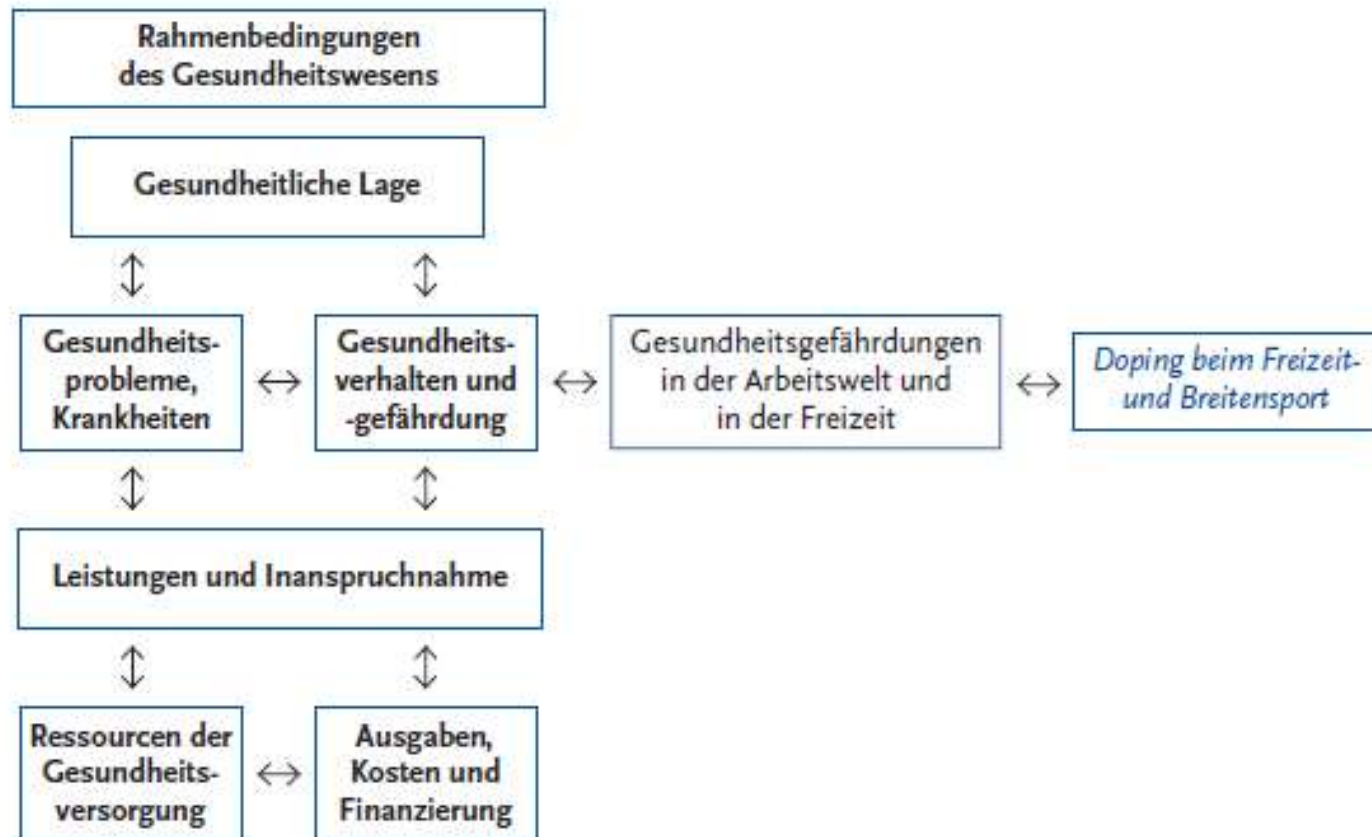 Rahmenbedingungen
des Gesundheitswesens
Gesundheitliche Lage
Gesundheits-
probleme,
Krankheiten
Gesundheits-
verhalten und
-gefährdung
Gesundheitsgefährdungen
in der Arbeitswelt und
in der Freizeit
Doping beim Freizeit-
und Breitensport
Leistungen und Inanspruchnahme
Ressourcen der
Gesundheits-
versorgung
Ausgaben,
Kosten und
Finanzierung